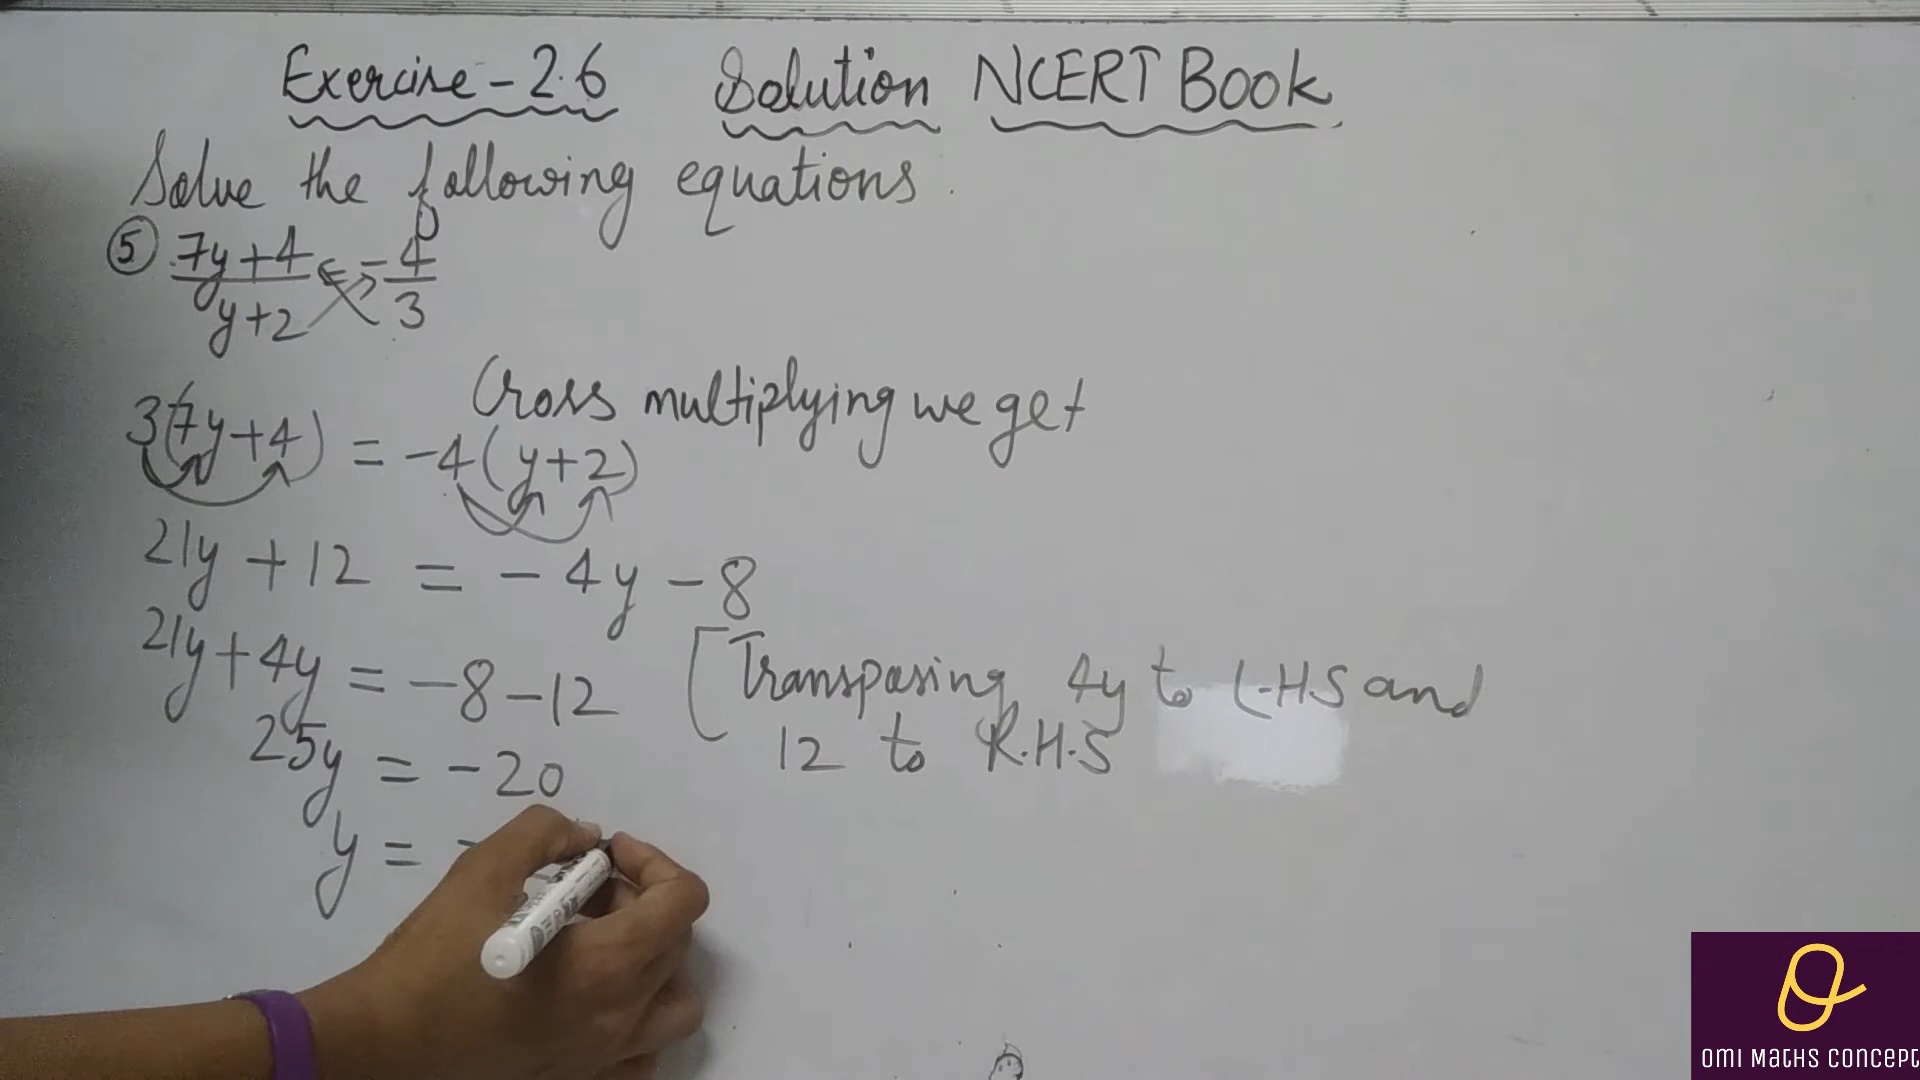 Exercise - 2.6 Solution NCERT Book
Solve the following equations.
⑤ 7y+4/y+2 = -4/3
Cross multiplying we get
3(7y+4) = -4(y+2)
21y + 12 = - 4y - 8
21y + 4y = -8 - 12 [Transposing 4y to L.H.S and
12 to R.H.S
25y = -20
y = -
OMI MATHS CONCEPT